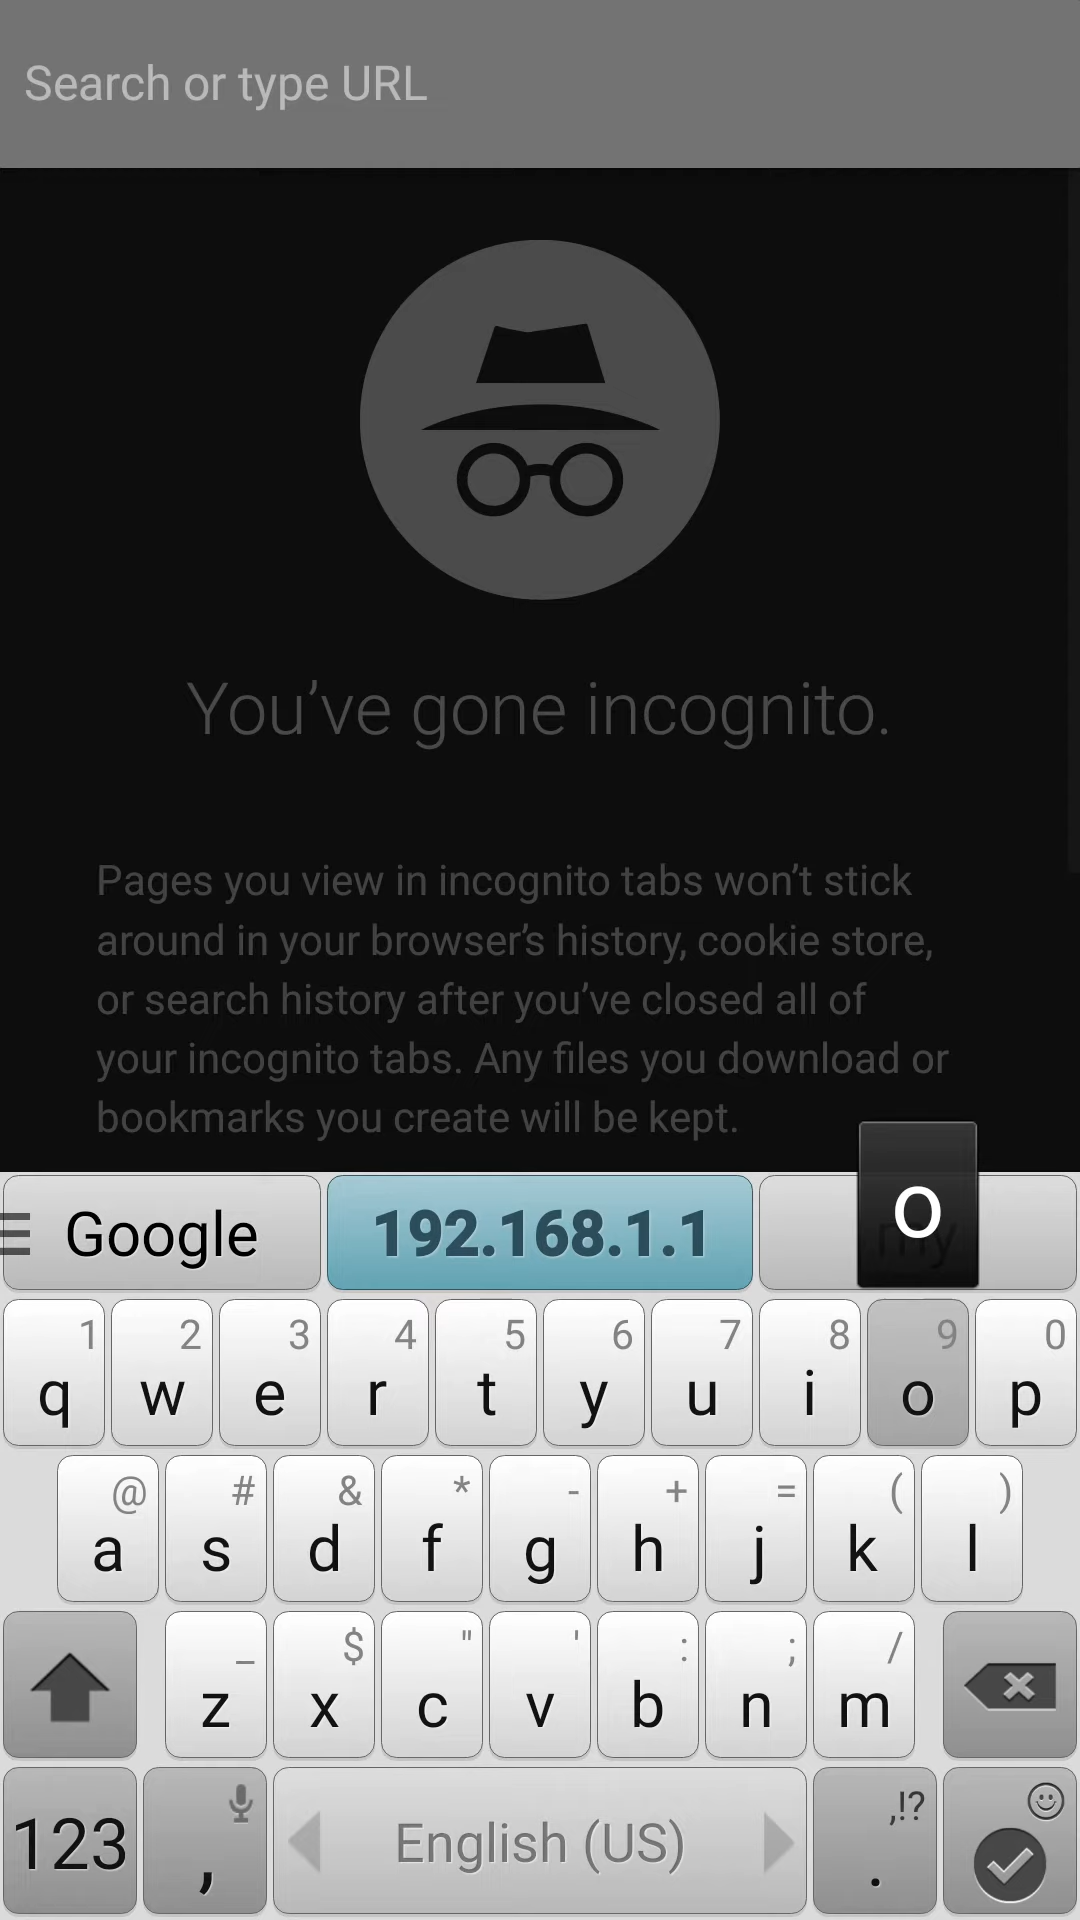 Search or type URL
You’ve gone incognito.
Pages you view in incognito tabs won’t stick
around in your browser’s history, cookie store,
or search history after you’ve closed all of
your incognito tabs. Any files you download or
bookmarks you create will be kept.
o
Google 192.168.1.1 my
1 2 3 4 5 6 7 8 9 0
q w e r t y u i o p
@ # & * - + = ( )
a s d f g h j k l
_ $ " ' : ; /
z x c v b n m
,!?
123 , English (US) .